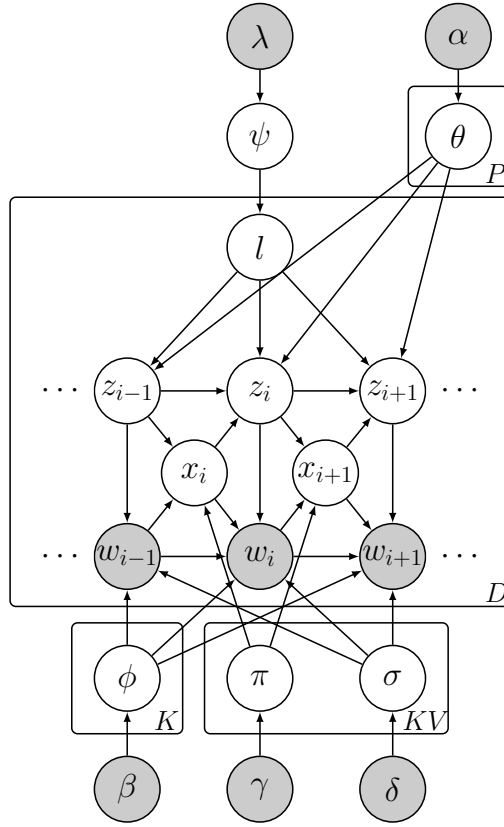 λ α
ψ θ
P
l
⋯ z_{i-1} z_i z_{i+1} ⋯
x_i x_{i+1}
⋯ w_{i-1} w_i w_{i+1} ⋯
D
ϕ π σ
K KV
β γ δ